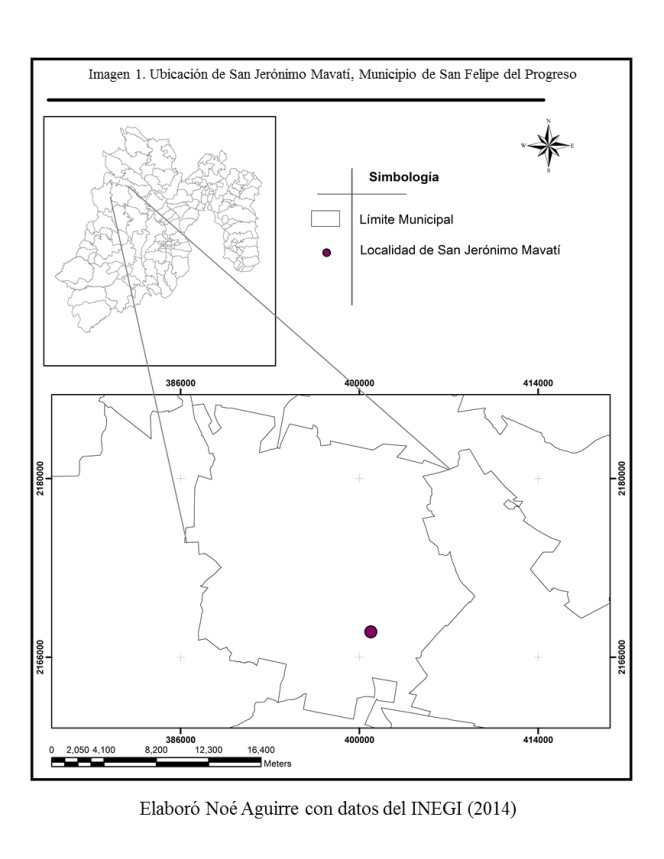 Imagen 1. Ubicación de San Jerónimo Mavatí, Municipio de San Felipe del Progreso
N
W
E
S
Simbología
Límite Municipal
Localidad de San Jerónimo Mavatí
386000
400000
414000
2180000
2180000
2166000
2166000
386000
400000
414000
0 2,050 4,100 8,200 12,300 16,400
Meters
Elaboró Noé Aguirre con datos del INEGI (2014)